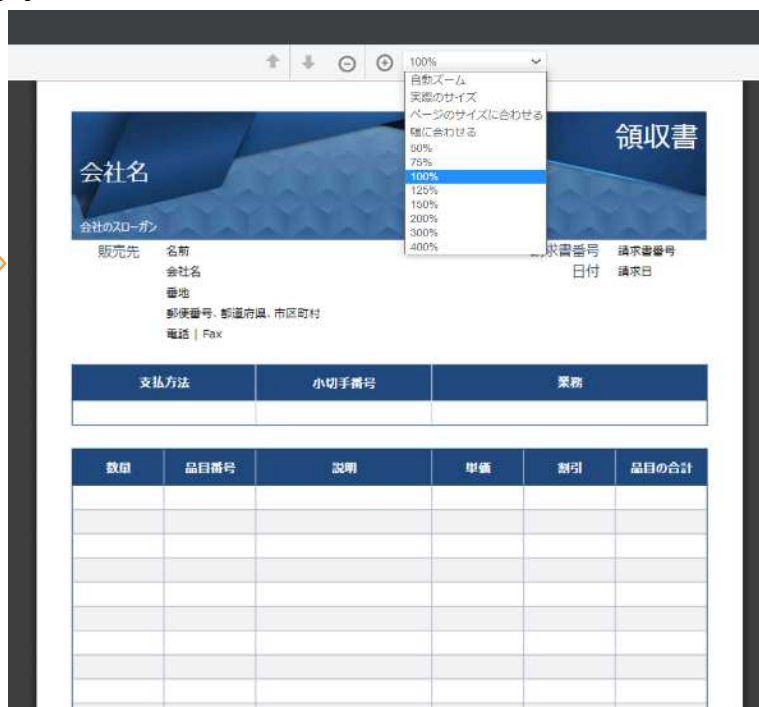 100%
自動ズーム
実際のサイズ
ページのサイズに合わせる
幅に合わせる
50%
75%
100%
125%
150%
200%
300%
400%
領収書
会社名
会社のスローガン
販売先 名前
会社名
番地
郵便番号、都道府県、市区町村
電話 | Fax
求書番号 請求書番号
日付 請求日
支払方法 小切手番号 業務
数量 品目番号 説明 単価 割引 品目の合計